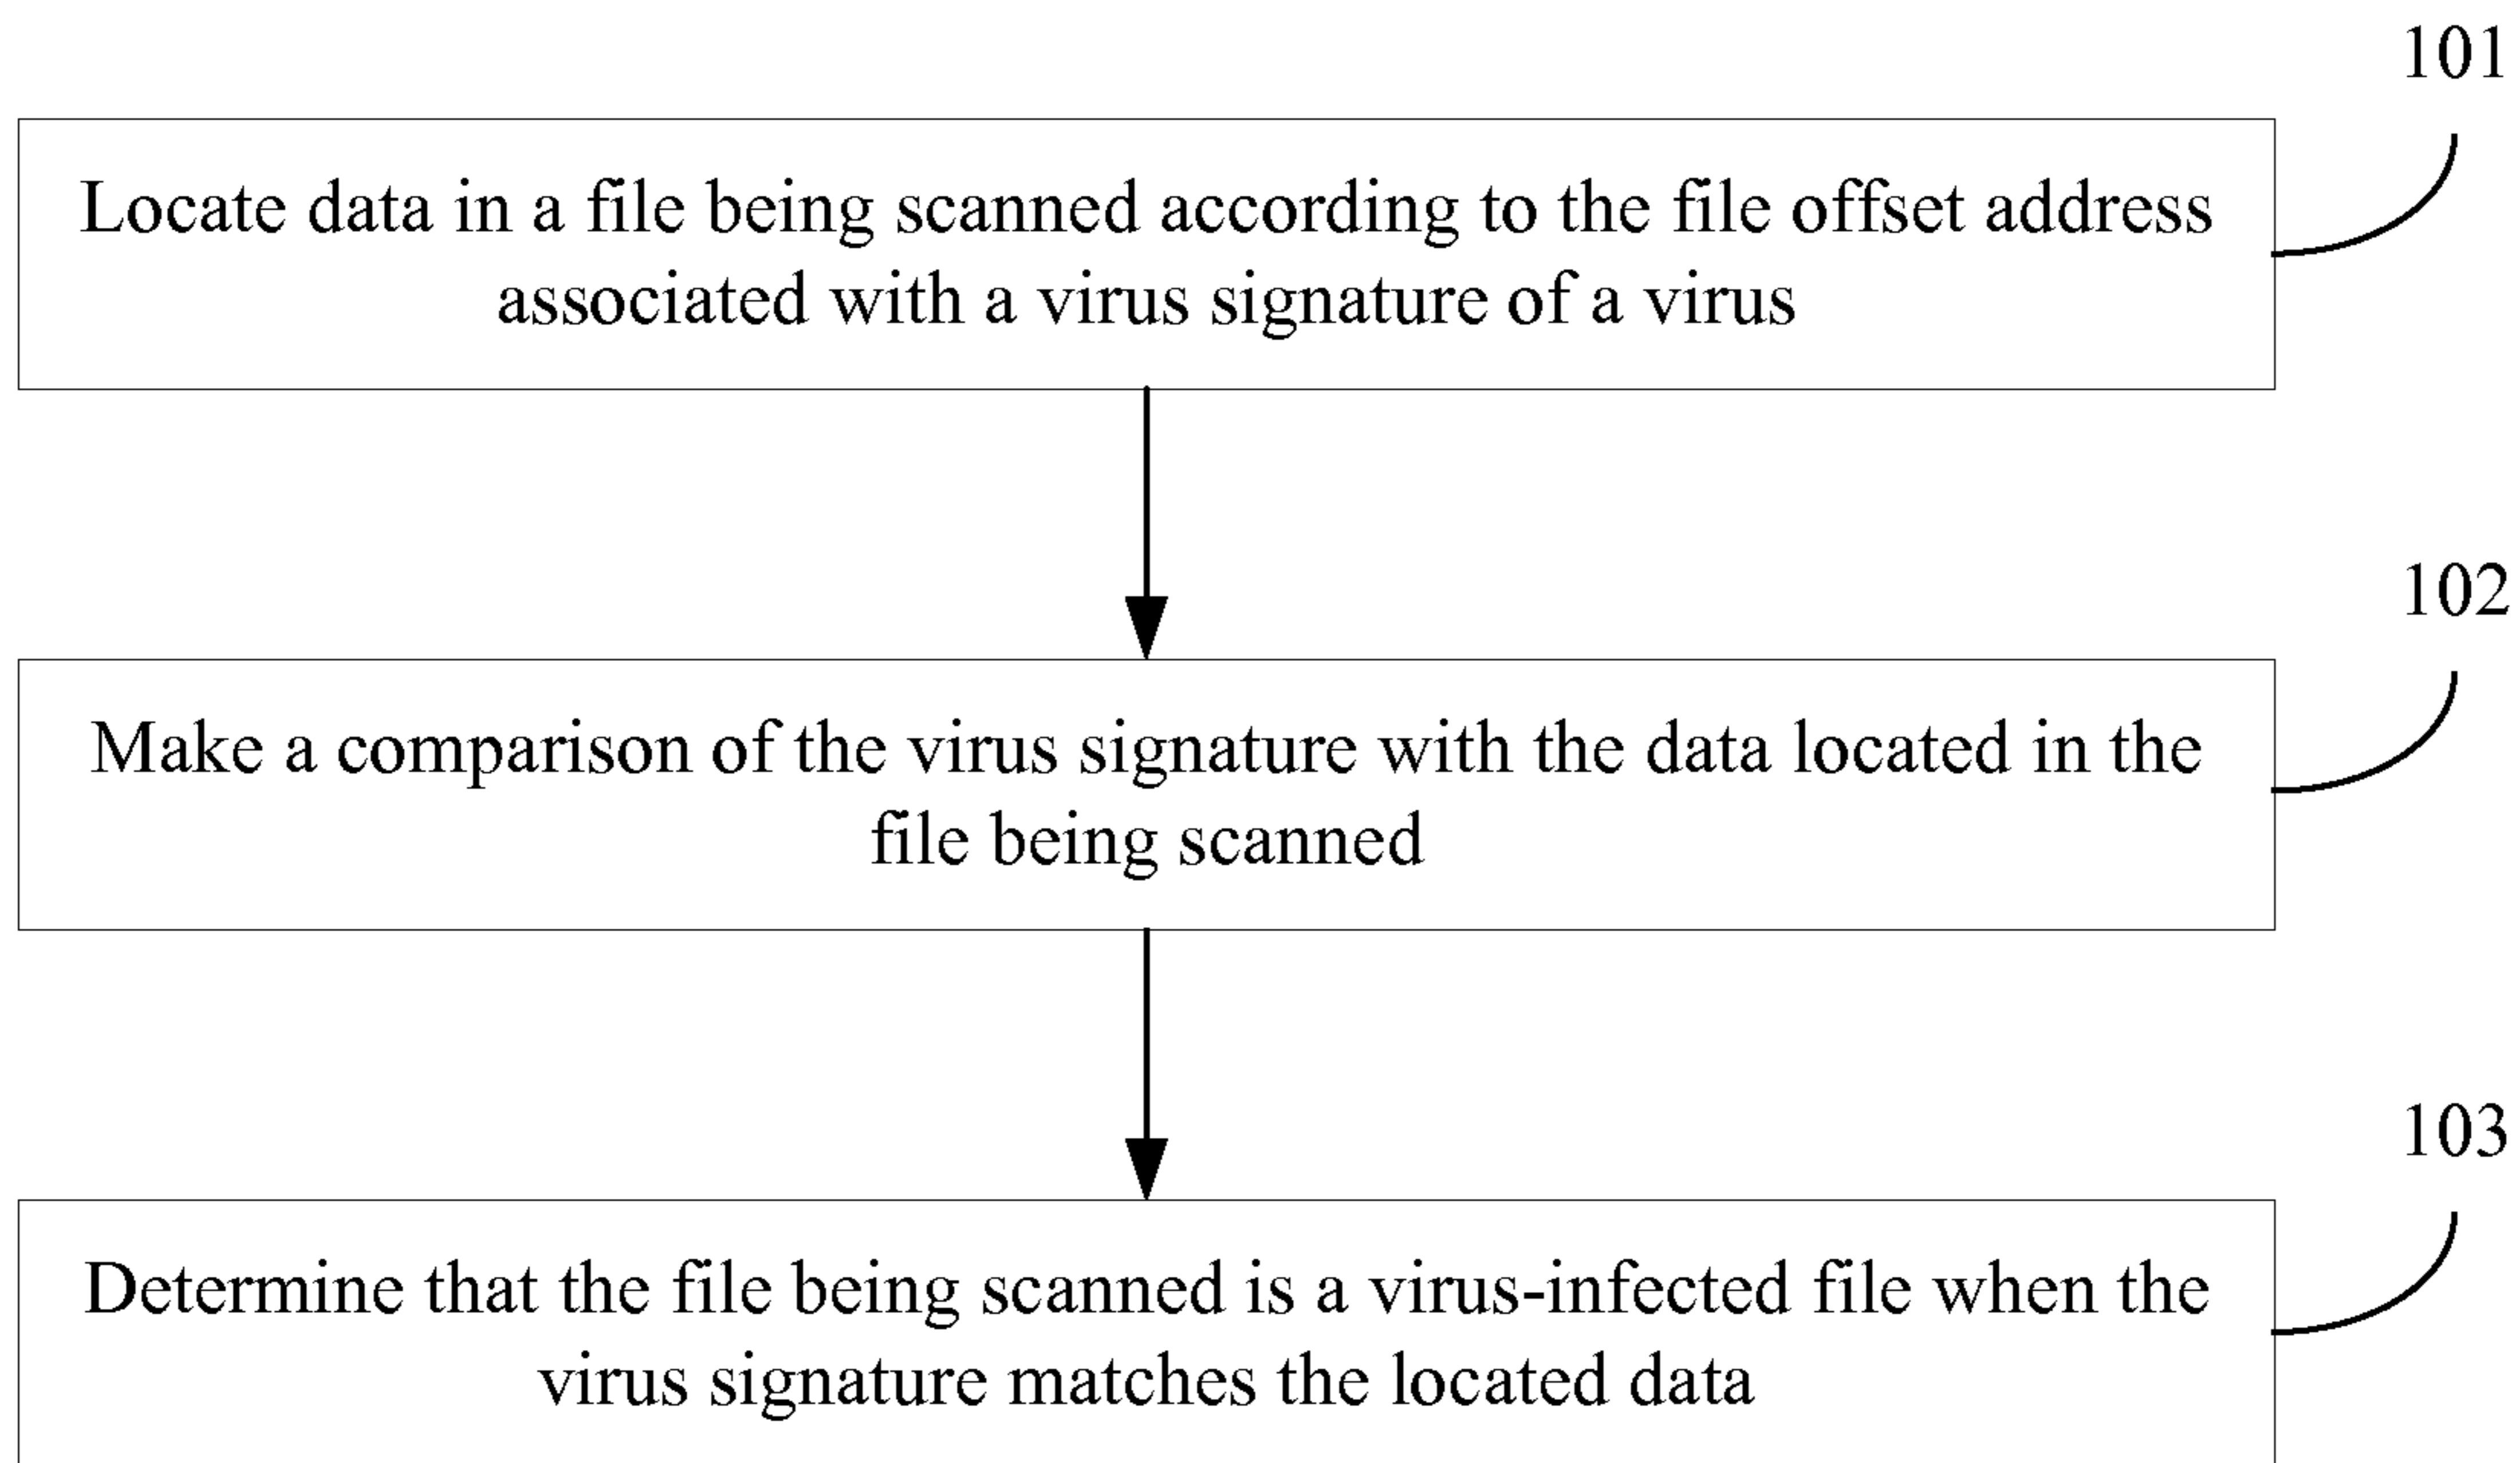 101
Locate data in a file being scanned according to the file offset address
associated with a virus signature of a virus
102
Make a comparison of the virus signature with the data located in the
file being scanned
103
Determine that the file being scanned is a virus-infected file when the
virus signature matches the located data